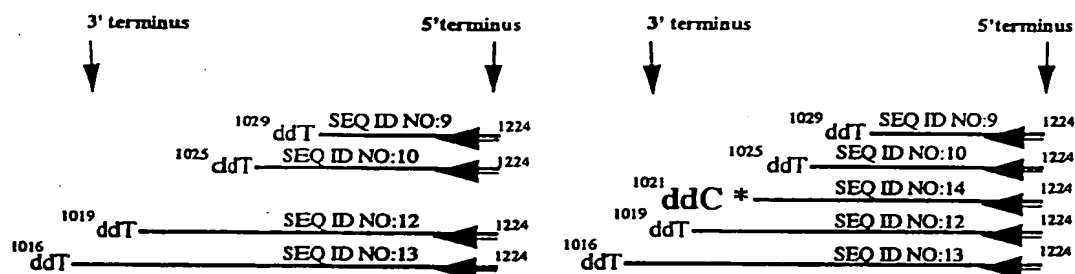 3' terminus 5'terminus 3' terminus 5'terminus
1029 ddT SEQ ID NO:9 1224 1029 ddT SEQ ID NO:9 1224
1025 ddT SEQ ID NO:10 1224 1025 ddT SEQ ID NO:10 1224
1021 ddC * SEQ ID NO:14 1224
1019 ddT SEQ ID NO:12 1224 1019 ddT SEQ ID NO:12 1224
1016 ddT SEQ ID NO:13 1224 1016 ddT SEQ ID NO:13 1224